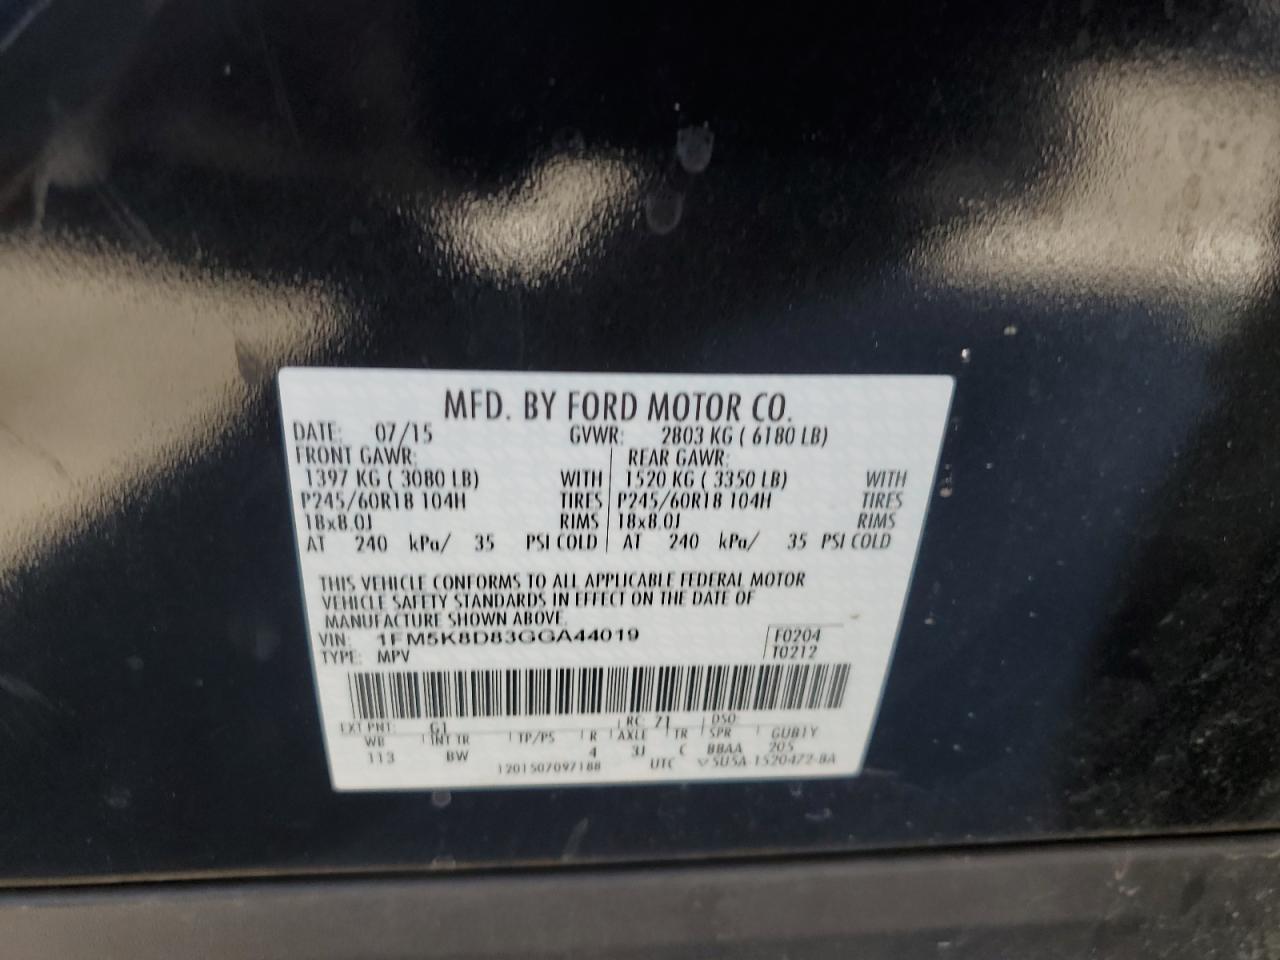 MFD. BY FORD MOTOR CO.
DATE: 07/15 GVWR: 2803 KG ( 6180 LB)
FRONT GAWR: REAR GAWR:
1397 KG ( 3080 LB) WITH 1520 KG ( 3350 LB) WITH
P245/60R18 104H TIRES P245/60R18 104H TIRES
18x8.0J RIMS 18x8.0J RIMS
AT 240 kPa/ 35 PSI COLD AT 240 kPa/ 35 PSI COLD
THIS VEHICLE CONFORMS TO ALL APPLICABLE FEDERAL MOTOR
VEHICLE SAFETY STANDARDS IN EFFECT ON THE DATE OF
MANUFACTURE SHOWN ABOVE.
VIN: 1FM5K8D83GGA44019 F0204
TYPE: MPV T0212
EXT PNT: G1 RC: 71 DSO:
WB INT TR TP/PS R AXLE TR SPR GUB1Y
113 BW 4 3J C BBAA 205
1201507097188 UTC 5U5A-1520472-BA